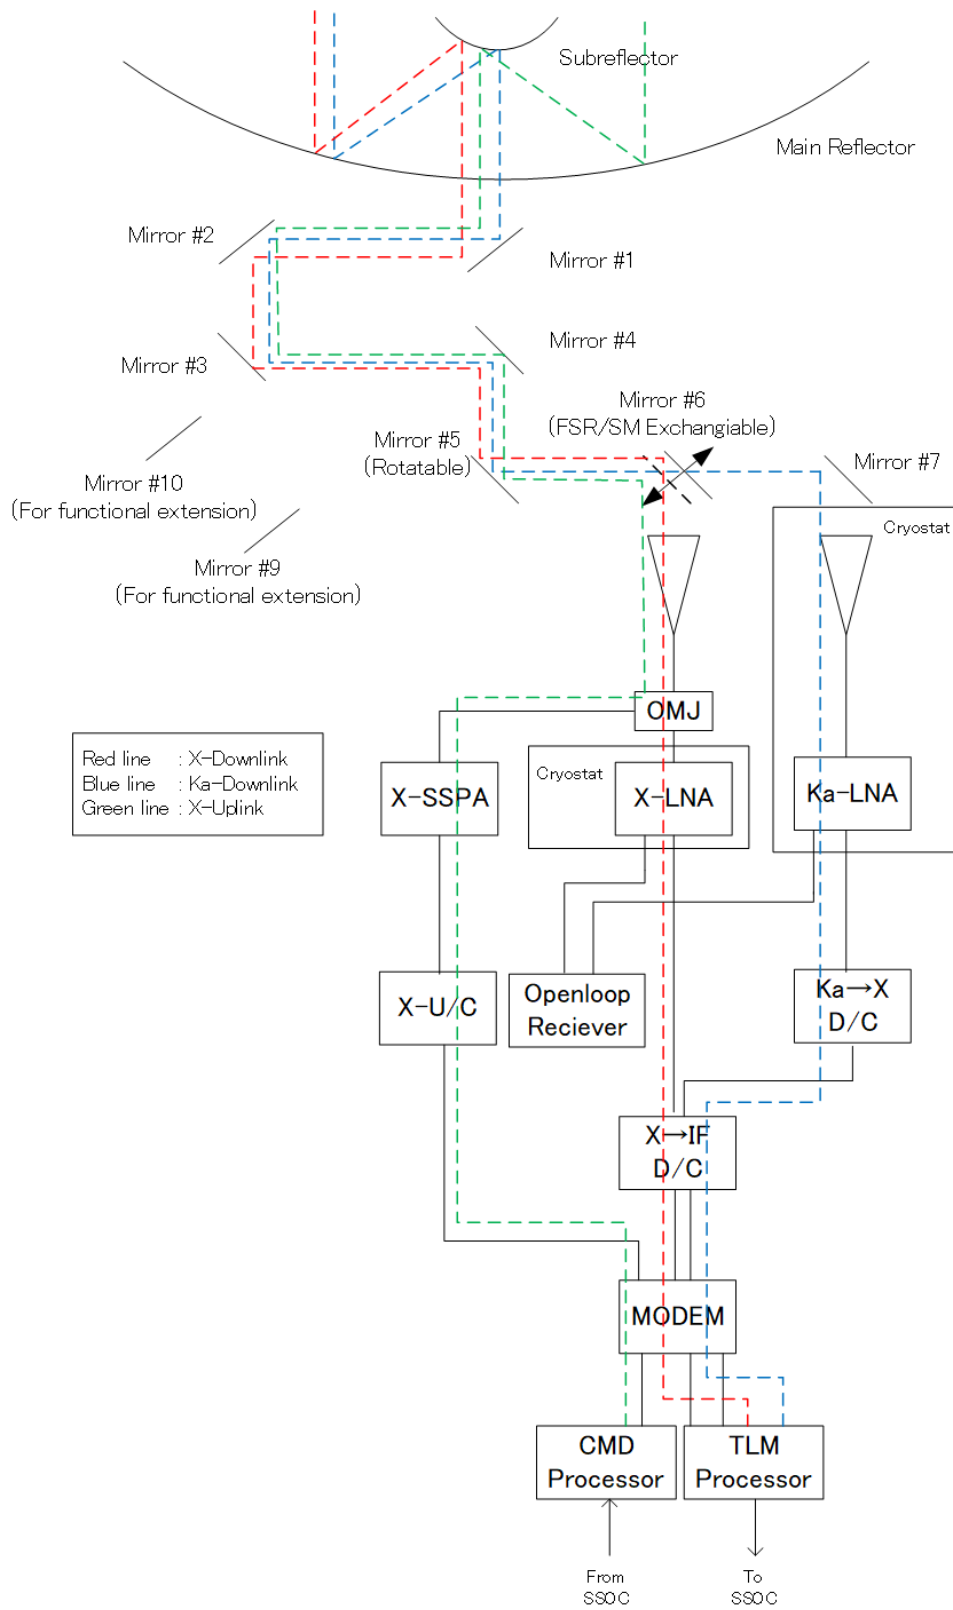 Subreflector
Main Reflector
Mirror #2
Mirror #1
Mirror #4
Mirror #3
Mirror #6
(FSR/SM Exchangiable)
Mirror #5
(Rotatable)
Mirror #7
Mirror #10
(For functional extension)
Cryostat
Mirror #9
(For functional extension)
OMJ
Red line : X-Downlink
Blue line : Ka-Downlink
Green line : X-Uplink
Cryostat
X-SSPA
X-LNA
Ka-LNA
X-U/C
Openloop
Reciever
Ka→X
D/C
X→IF
D/C
MODEM
CMD
Processor
TLM
Processor
From
SSOC
To
SSOC